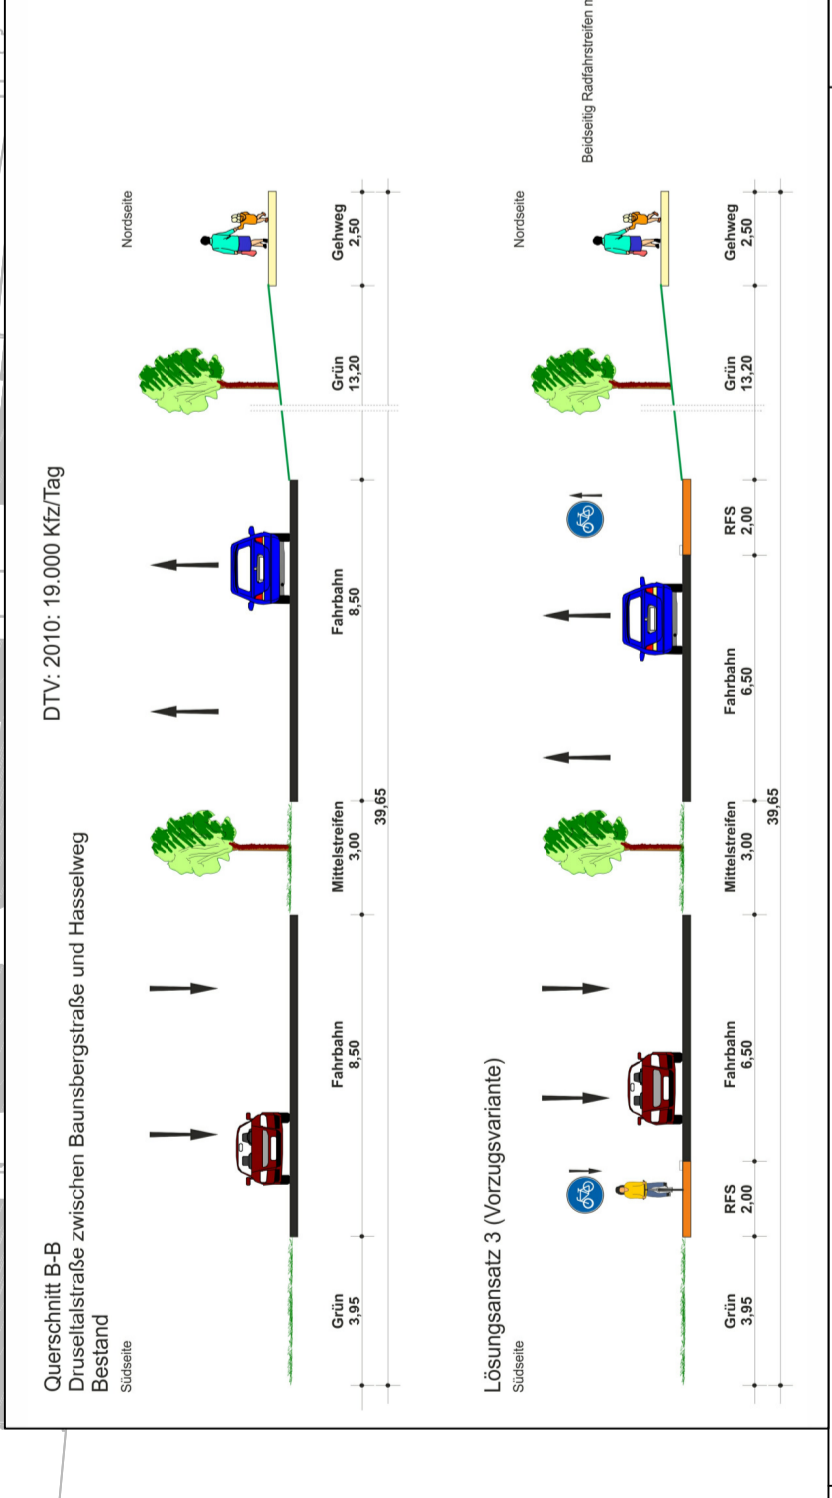 Querschnitt B-B
Druseltalstraße zwischen Baunsbergstraße und Hasselweg
Bestand
DTV: 2010: 19.000 Kfz/Tag
Südseite
Nordseite
Grün
3,95
Fahrbahn
8,50
Mittelstreifen
3,00
Fahrbahn
8,50
Grün
13,20
Gehweg
2,50
39,65
Lösungsansatz 3 (Vorzugsvariante)
Südseite
Nordseite
Grün
3,95
RFS
2,00
Fahrbahn
6,50
Mittelstreifen
3,00
Fahrbahn
6,50
RFS
2,00
Grün
13,20
Gehweg
2,50
39,65
Beidseitig Radfahrstreifen